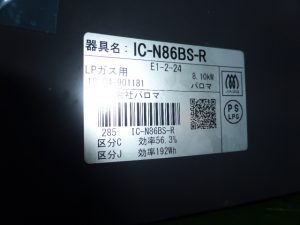 器具名: IC-N86BS-R
E1-2-24
LPガス用 8.10kW
901181 パロマ
会社パロマ
PS
LPG
285 IC-N86BS-R
区分C 効率56.3%
区分J 効率192Wh